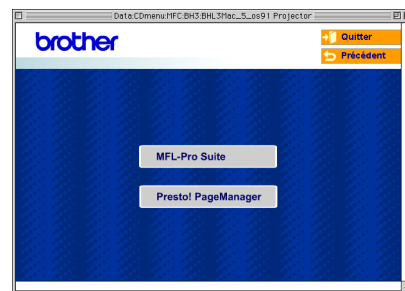 Data:CDmenu:MFC:BH3:BHL3Mac_5_os91 Projector
brother
Quitter
Précédent
MFL-Pro Suite
Presto! PageManager